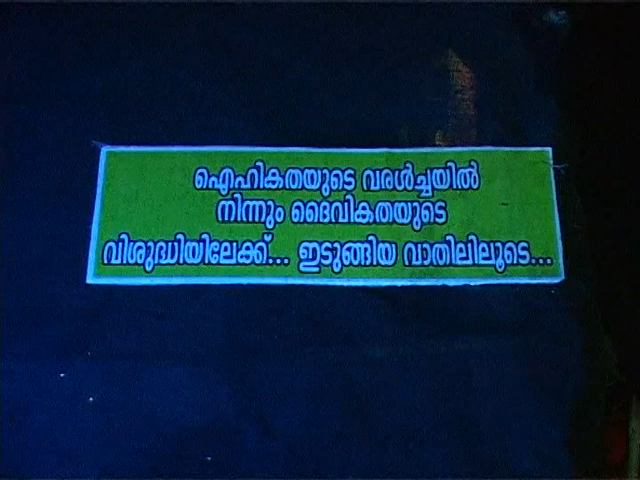 ഐഹികതയുടെ വരൾച്ചയിൽ
നിന്നും ദൈവികതയുടെ
വിശുദ്ധിയിലേക്ക്... ഇടുങ്ങിയ വാതിലിലൂടെ...